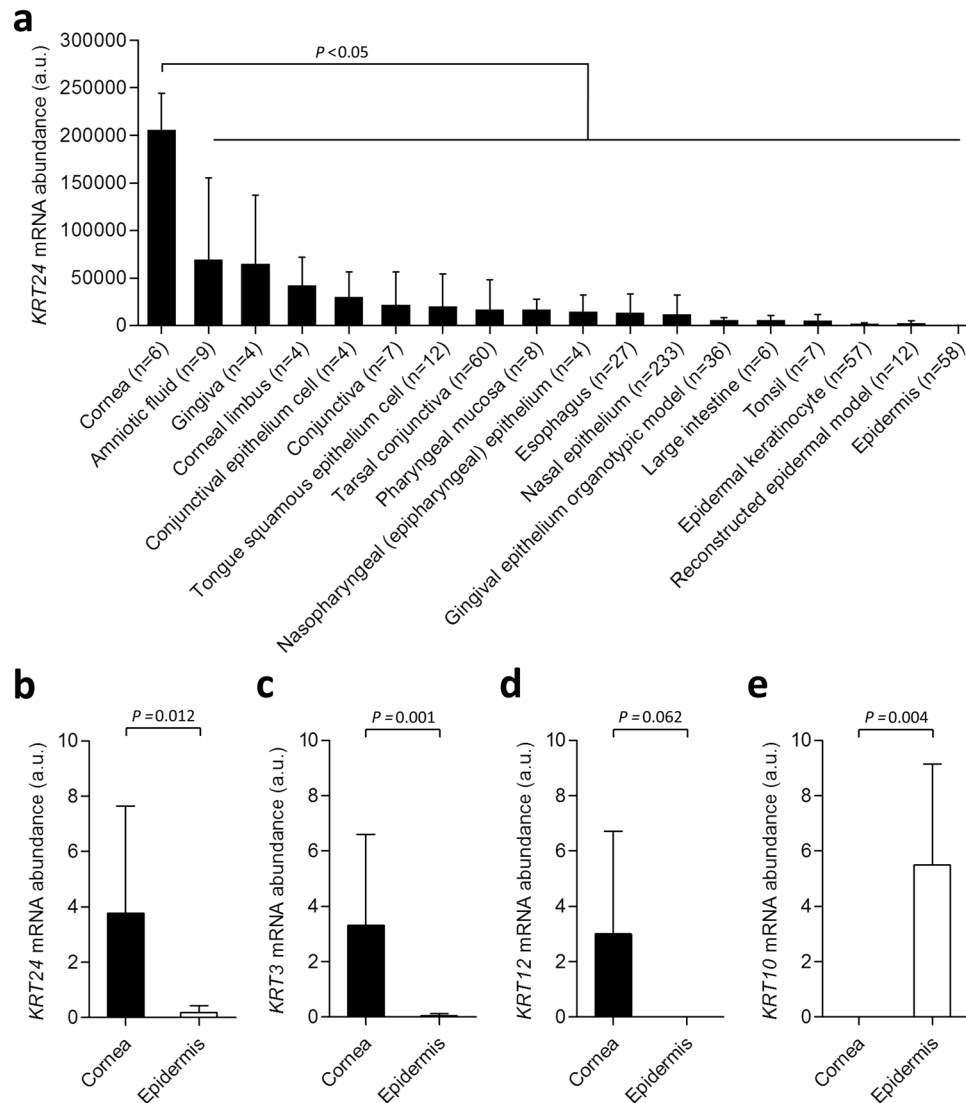 a
KRT24 mRNA abundance (a.u.)
300000
250000
200000
150000
100000
50000
0
P < 0.05
Cornea (n=6)
Amniotic fluid (n=9)
Gingiva (n=4)
Corneal limbus (n=4)
Conjunctival epithelium cell (n=4)
Conjunctiva (n=7)
Tongue squamous epithelium cell (n=12)
Tarsal conjunctiva (n=60)
Pharyngeal mucosa (n=8)
Nasopharyngeal (epipharyngeal) epithelium (n=4)
Esophagus (n=27)
Nasal epithelium (n=233)
Gingival epithelium organotypic model (n=36)
Large intestine (n=6)
Tonsil (n=7)
Epidermal keratinocyte (n=57)
Reconstructed epidermal model (n=12)
Epidermis (n=58)
b
P = 0.012
KRT24 mRNA abundance (a.u.)
10
8
6
4
2
0
Cornea
Epidermis
c
P = 0.001
KRT3 mRNA abundance (a.u.)
10
8
6
4
2
0
Cornea
Epidermis
d
P = 0.062
KRT12 mRNA abundance (a.u.)
10
8
6
4
2
0
Cornea
Epidermis
e
P = 0.004
KRT10 mRNA abundance (a.u.)
10
8
6
4
2
0
Cornea
Epidermis